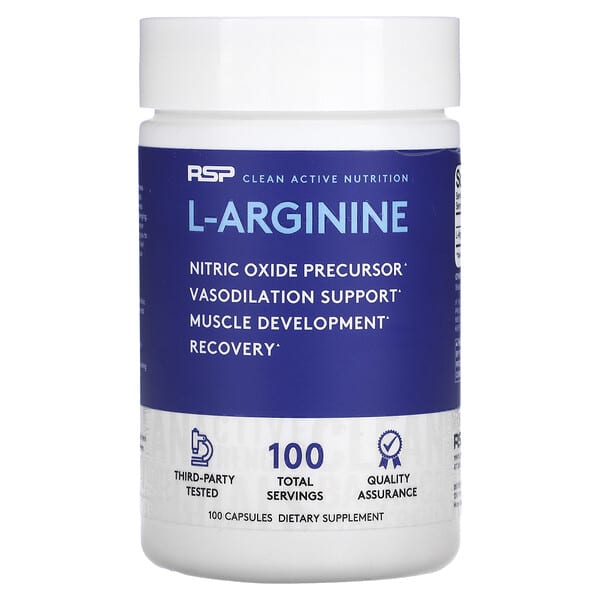 RSP CLEAN ACTIVE NUTRITION
L-ARGININE
NITRIC OXIDE PRECURSOR^
VASODILATION SUPPORT^
MUSCLE DEVELOPMENT^
RECOVERY^
THIRD-PARTY
TESTED
100
TOTAL
SERVINGS
QUALITY
ASSURANCE
100 CAPSULES DIETARY SUPPLEMENT